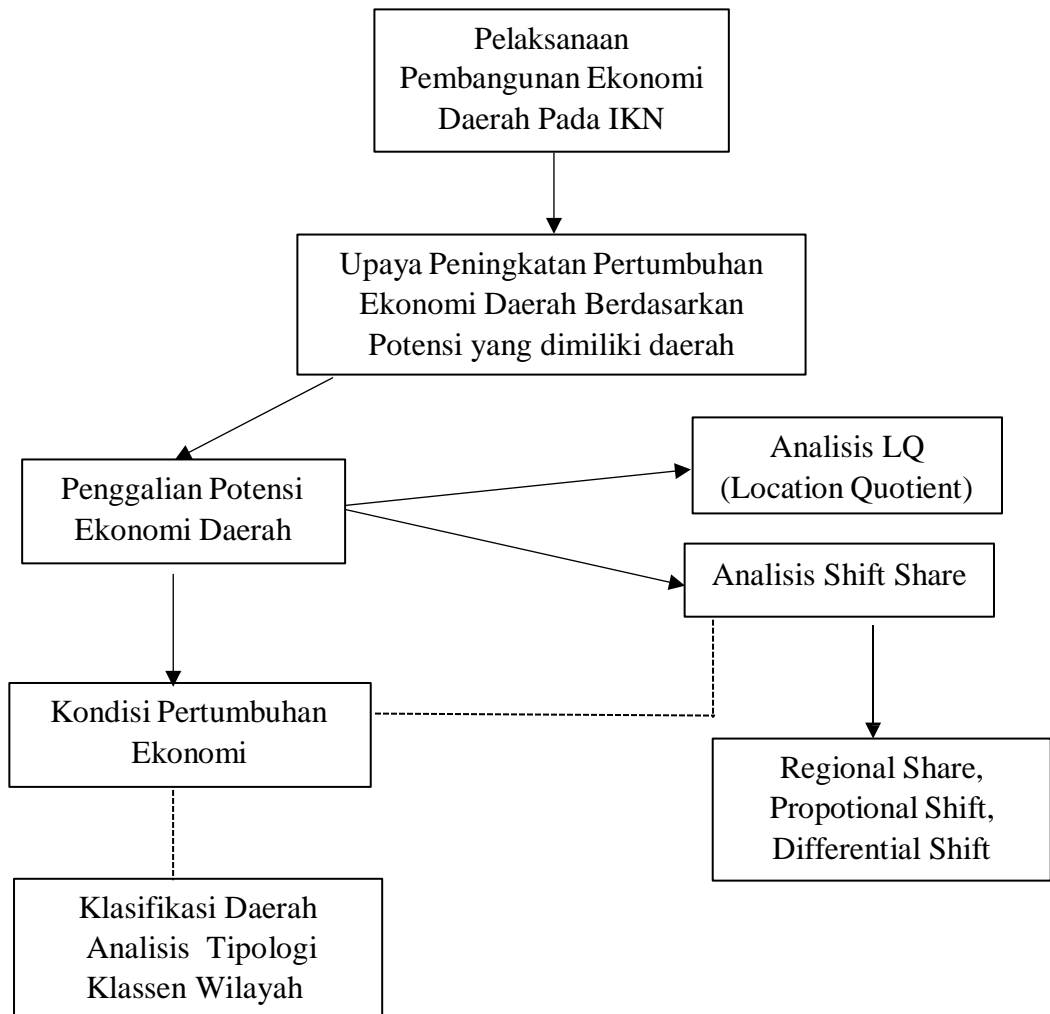 Pelaksanaan
Pembangunan Ekonomi
Daerah Pada IKN
Upaya Peningkatan Pertumbuhan
Ekonomi Daerah Berdasarkan
Potensi yang dimiliki daerah
Penggalian Potensi
Ekonomi Daerah
Analisis LQ
(Location Quotient)
Analisis Shift Share
Kondisi Pertumbuhan
Ekonomi
Regional Share,
Propotional Shift,
Differential Shift
Klasifikasi Daerah
Analisis Tipologi
Klassen Wilayah